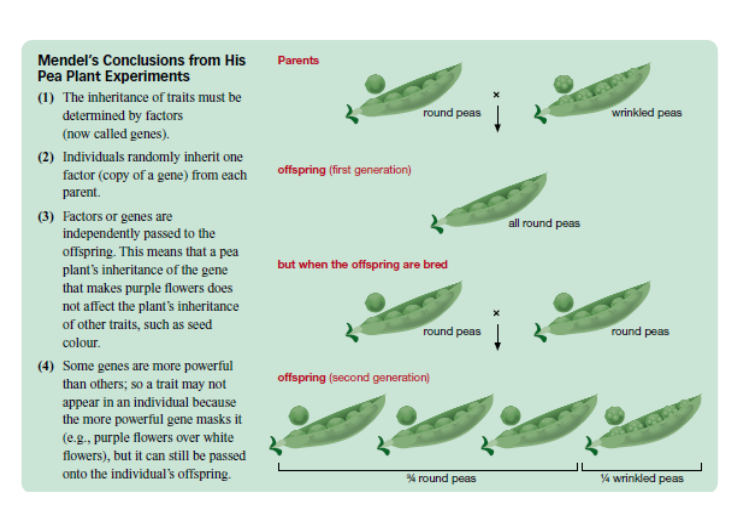 Mendel's Conclusions from His
Pea Plant Experiments
(1) The inheritance of traits must be
determined by factors
(now called genes).
(2) Individuals randomly inherit one
factor (copy of a gene) from each
parent.
(3) Factors or genes are
independently passed to the
offspring. This means that a pea
plant's inheritance of the gene
that makes purple flowers does
not affect the plant's inheritance
of other traits, such as seed
colour.
(4) Some genes are more powerful
than others; so a trait may not
appear in an individual because
the more powerful gene masks it
(e.g., purple flowers over white
flowers), but it can still be passed
onto the individual's offspring.
Parents
round peas
×
wrinkled peas
offspring (first generation)
all round peas
but when the offspring are bred
round peas
×
round peas
offspring (second generation)
¾ round peas
¼ wrinkled peas